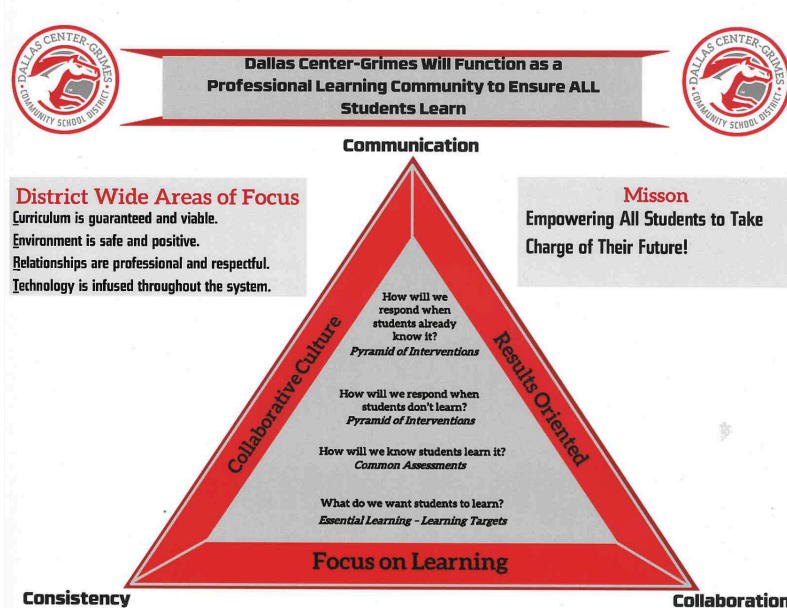 DALLAS CENTER-GRIMES
COMMUNITY SCHOOL DISTRICT
Dallas Center-Grimes Will Function as a
Professional Learning Community to Ensure ALL
Students Learn
DALLAS CENTER-GRIMES
COMMUNITY SCHOOL DISTRICT
Communication
District Wide Areas of Focus
Curriculum is guaranteed and viable.
Environment is safe and positive.
Relationships are professional and respectful.
Technology is infused throughout the system.
Misson
Empowering All Students to Take
Charge of Their Future!
Collaborative Culture
Results Oriented
How will we
respond when
students already
know it?
Pyramid of Interventions
How will we respond when
students don't learn?
Pyramid of Interventions
How will we know students learn it?
Common Assessments
What do we want students to learn?
Essential Learning - Learning Targets
Focus on Learning
Consistency
Collaboration